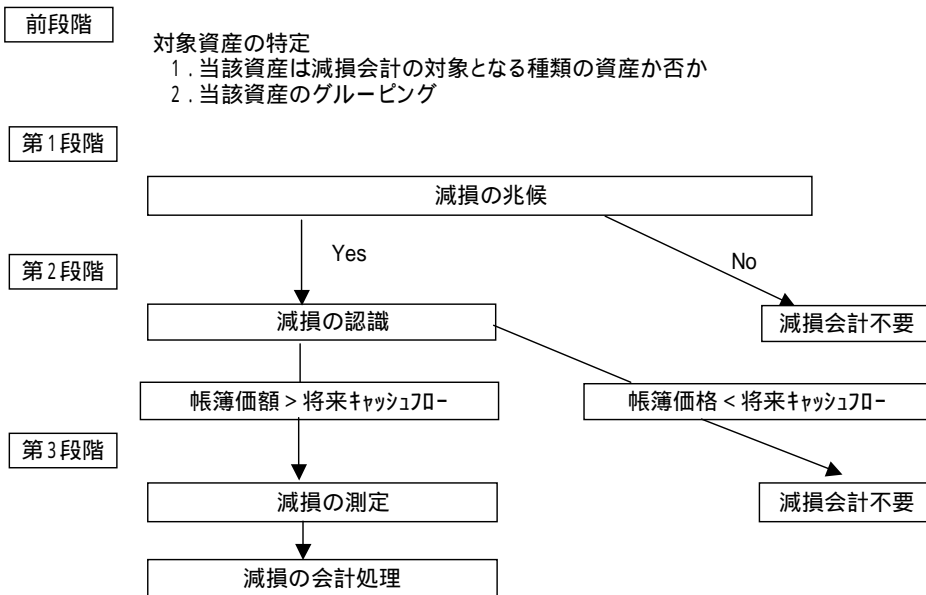 前段階
対象資産の特定
1．当該資産は減損会計の対象となる種類の資産か否か
2．当該資産のグルーピング
第1段階
減損の兆候
Yes
No
第2段階
減損の認識
減損会計不要
帳簿価額＞将来ｷｬｯｼｭﾌﾛｰ
帳簿価格＜将来ｷｬｯｼｭﾌﾛｰ
第3段階
減損の測定
減損会計不要
減損の会計処理